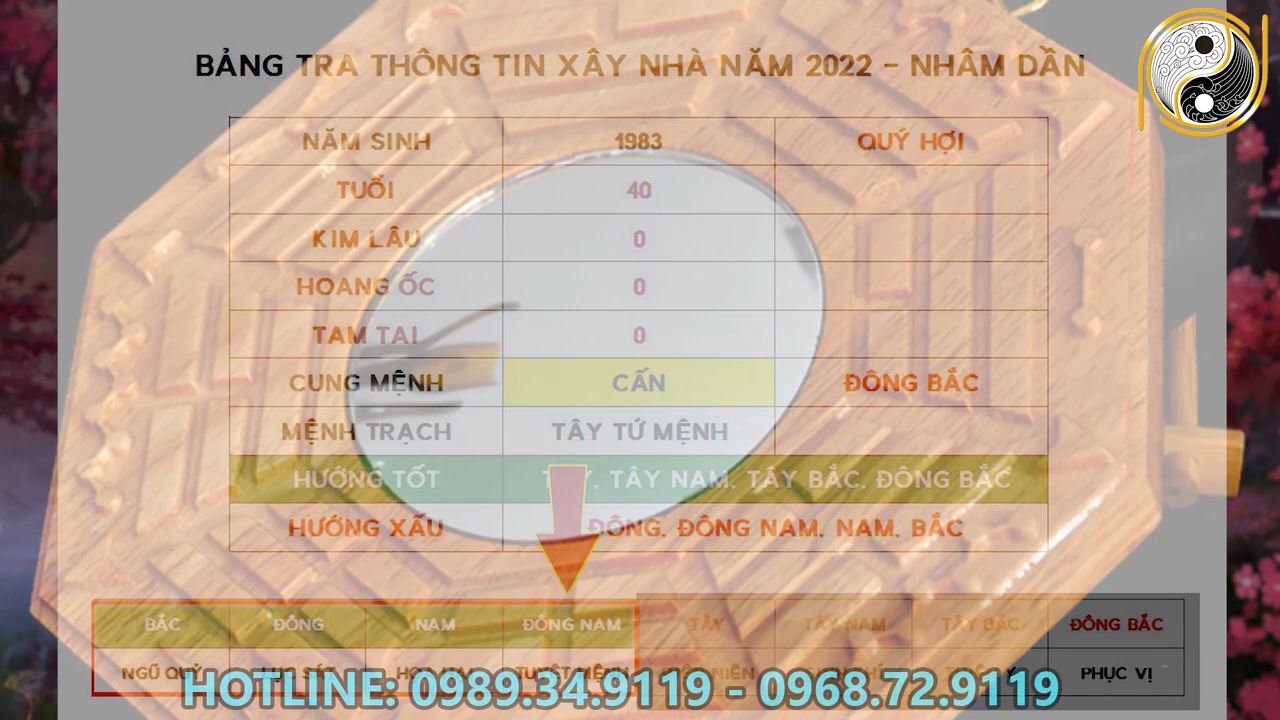 BẢNG TRA THÔNG TIN XÂY NHÀ NĂM 2022 - NHÂM DẦN
NĂM SINH 1983 QUÝ HỢI
TUỔI 40
KIM LÂU 0
HOANG ỐC 0
TAM TAI 0
CUNG MỆNH CẤN ĐÔNG BẮC
MỆNH TRẠCH TÂY TỨ MỆNH
HƯỚNG TỐT TÂY NAM, TÂY BẮC, ĐÔNG BẮC
HƯỚNG XẤU ĐÔNG, ĐÔNG NAM, NAM, BẮC
BẮC ĐÔNG NAM ĐÔNG NAM TÂY TÂY NAM TÂY BẮC ĐÔNG BẮC
NGŨ QUỶ PHỤC VỊ
HOTLINE: 0989.34.9119 - 0968.72.9119